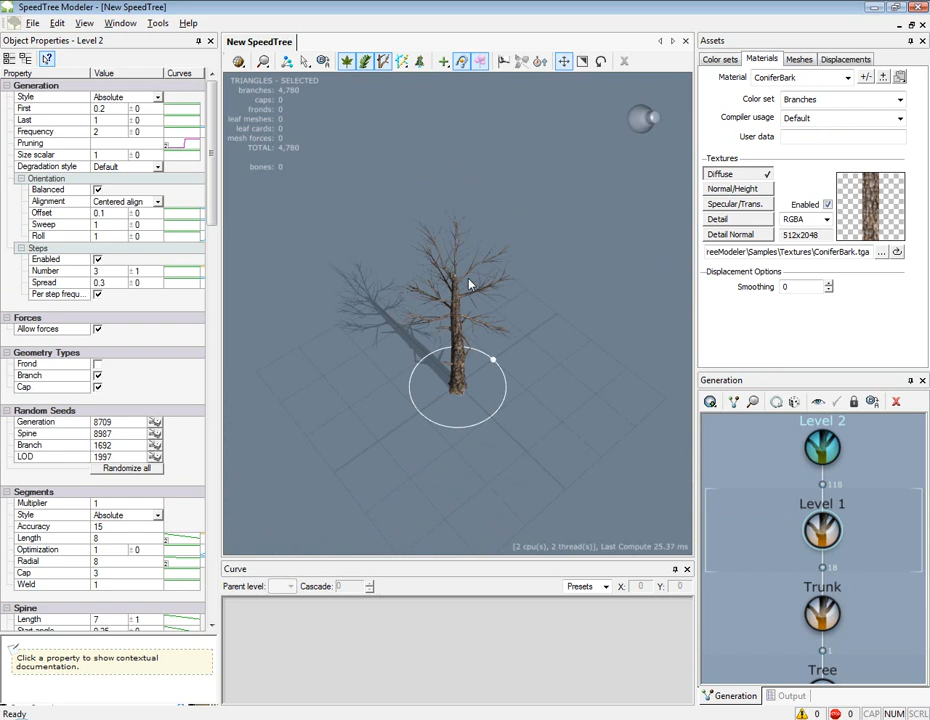 SpeedTree Modeler - [New SpeedTree]
File Edit View Window Tools Help
Object Properties - Level 2
Property Value Curves
Generation
Style Absolute
First 0.2 ± 0
Last 1 ± 0
Frequency 2 ± 0
Pruning
Size scalar 1 ± 0
Degradation style Default
Orientation
Balanced
Alignment Centered align
Offset 0.1 ± 0
Sweep 1 ± 0
Roll 1 ± 0
Steps
Enabled
Number 3 ± 1
Spread 0.3 ± 0
Per step frequ...
Forces
Allow forces
Geometry Types
Frond
Branch
Cap
Random Seeds
Generation 8709
Spine 8987
Branch 1692
LOD 1997
Randomize all
Segments
Multiplier 1
Style Absolute
Accuracy 15
Length 8
Optimization 1 ± 0
Radial 8
Cap 3
Weld 1
Spine
Length 7 ± 1
Start angle 0.25 ± 0
Click a property to show contextual
documentation.
Ready
New SpeedTree
TRIANGLES - SELECTED
branches: 4,780
caps: 0
fronds: 0
leaf meshes: 0
leaf cards: 0
mesh forces: 0
TOTAL: 4,780
bones: 0
[2 cpu(s), 2 thread(s)], Last Compute 25.37 ms
Curve
Parent level: Cascade: 0 Presets X: 0 Y: 0
Assets
Color sets Materials Meshes Displacements
Material ConiferBark +/-
Color set Branches
Compiler usage Default
User data
Textures
Diffuse
Normal/Height
Specular/Trans. Enabled
Detail RGBA
Detail Normal 512x2048
reeModeler\Samples\Textures\ConiferBark.tga ...
Displacement Options
Smoothing 0
Generation
Level 2
118
Level 1
18
Trunk
1
Tree
Generation Output
0 0 CAP NUM SCRL